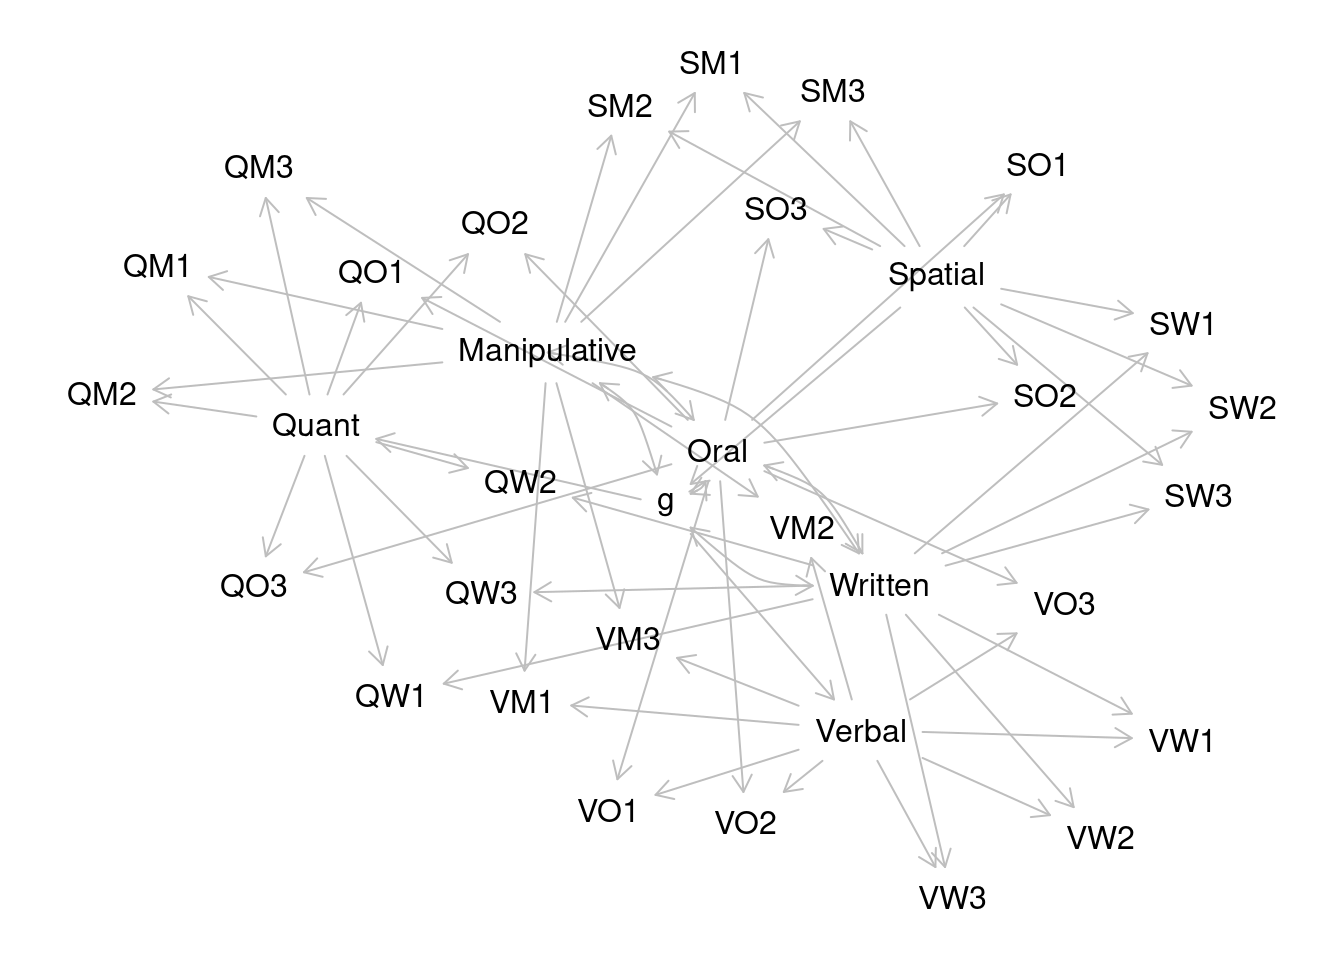 SM1
SM3
SM2
SO1
QM3
SO3
QO2
QM1
QO1
Spatial
SW1
Manipulative
QM2
SO2
SW2
Quant
Oral
QW2
g
SW3
VM2
QO3
QW3
Written
VO3
VM3
QW1
VM1
Verbal
VW1
VO1
VO2
VW2
VW3